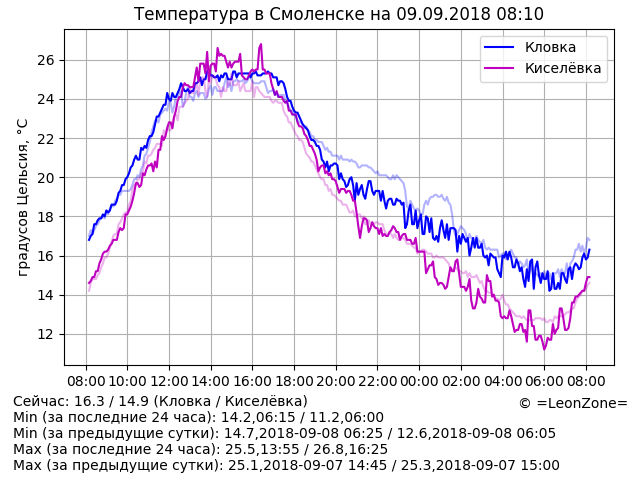 Температура в Смоленске на 09.09.2018 08:10
градусов Цельсия, °C
26
24
22
20
18
16
14
12
Кловка
Киселёвка
08:00 10:00 12:00 14:00 16:00 18:00 20:00 22:00 00:00 02:00 04:00 06:00 08:00
Сейчас: 16.3 / 14.9 (Кловка / Киселёвка)
© =LeonZone=
Min (за последние 24 часа): 14.2,06:15 / 11.2,06:00
Min (за предыдущие сутки): 14.7,2018-09-08 06:25 / 12.6,2018-09-08 06:05
Max (за последние 24 часа): 25.5,13:55 / 26.8,16:25
Max (за предыдущие сутки): 25.1,2018-09-07 14:45 / 25.3,2018-09-07 15:00